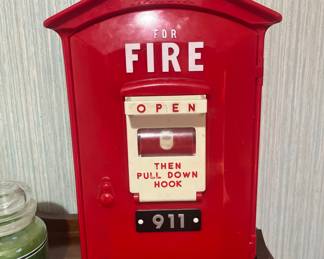 FOR
FIRE
OPEN
THEN
PULL DOWN
HOOK
911